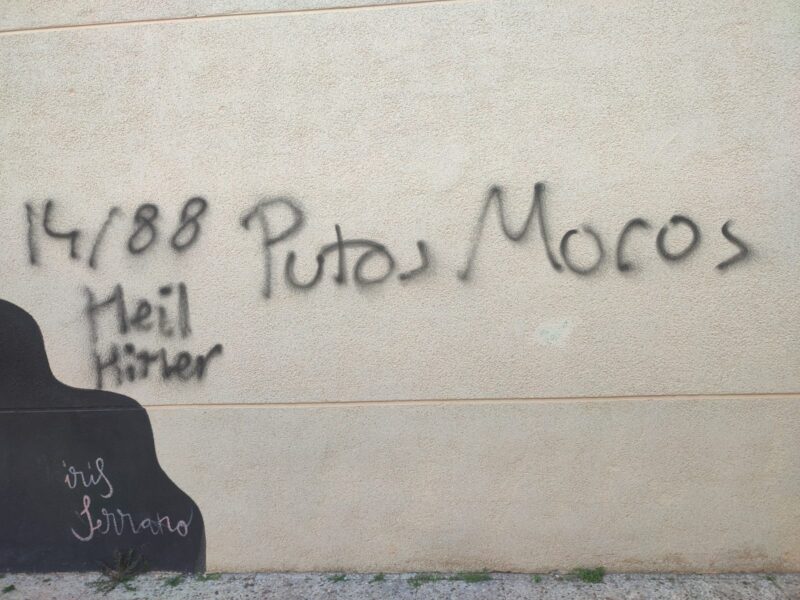 14/88 Putos Moros
Heil
Hitler
iris
Serrano